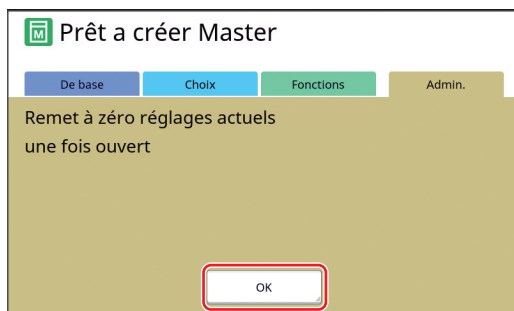 M
Prêt a créer Master
De base Choix Fonctions Admin.
Remet à zéro réglages actuels
une fois ouvert
OK